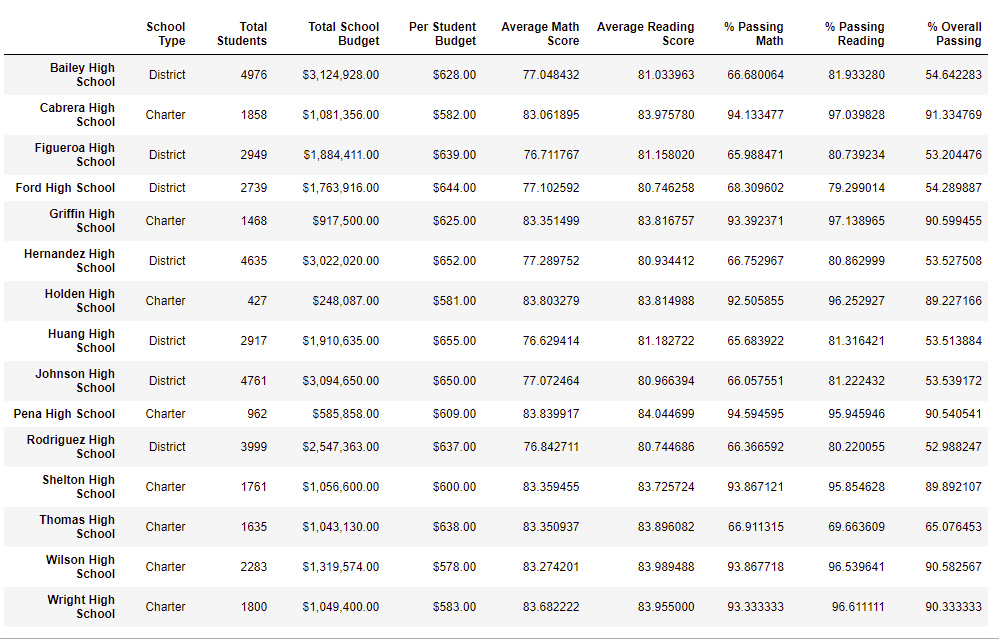 School Type Total Students Total School Budget Per Student Budget Average Math Score Average Reading Score % Passing Math % Passing Reading % Overall Passing
Bailey High School District 4976 $3,124,928.00 $628.00 77.048432 81.033963 66.680064 81.933280 54.642283
Cabrera High School Charter 1858 $1,081,356.00 $582.00 83.061895 83.975780 94.133477 97.039828 91.334769
Figueroa High School District 2949 $1,884,411.00 $639.00 76.711767 81.158020 65.988471 80.739234 53.204476
Ford High School District 2739 $1,763,916.00 $644.00 77.102592 80.746258 68.309602 79.299014 54.289887
Griffin High School Charter 1468 $917,500.00 $625.00 83.351499 83.816757 93.392371 97.138965 90.599455
Hernandez High School District 4635 $3,022,020.00 $652.00 77.289752 80.934412 66.752967 80.862999 53.527508
Holden High School Charter 427 $248,087.00 $581.00 83.803279 83.814988 92.505855 96.252927 89.227166
Huang High School District 2917 $1,910,635.00 $655.00 76.629414 81.182722 65.683922 81.316421 53.513884
Johnson High School District 4761 $3,094,650.00 $650.00 77.072464 80.966394 66.057551 81.222432 53.539172
Pena High School Charter 962 $585,858.00 $609.00 83.839917 84.044699 94.594595 95.945946 90.540541
Rodriguez High School District 3999 $2,547,363.00 $637.00 76.842711 80.744686 66.366592 80.220055 52.988247
Shelton High School Charter 1761 $1,056,600.00 $600.00 83.359455 83.725724 93.867121 95.854628 89.892107
Thomas High School Charter 1635 $1,043,130.00 $638.00 83.350937 83.896082 66.911315 69.663609 65.076453
Wilson High School Charter 2283 $1,319,574.00 $578.00 83.274201 83.989488 93.867718 96.539641 90.582567
Wright High School Charter 1800 $1,049,400.00 $583.00 83.682222 83.955000 93.333333 96.611111 90.333333